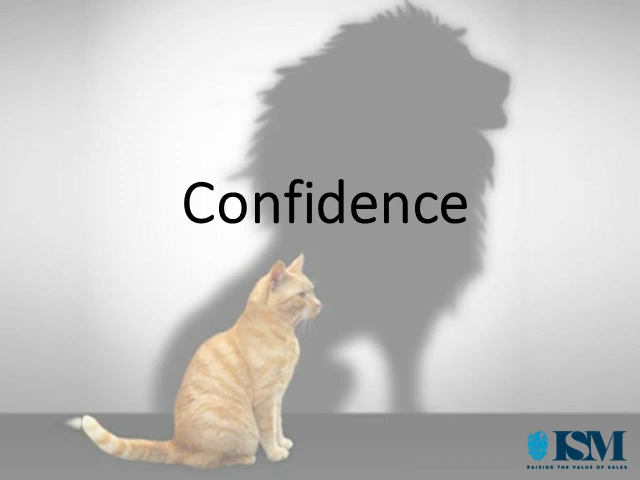 Confidence
ISM
RAISING THE VALUE OF SALES